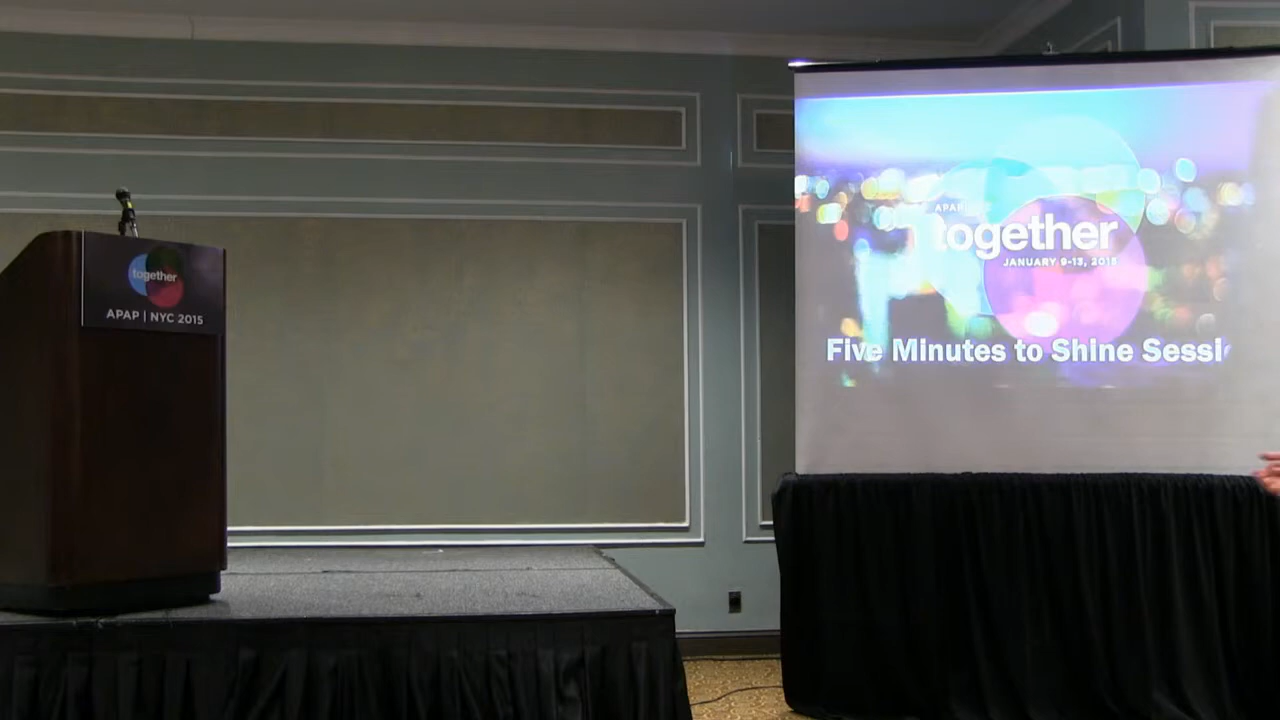 together
APAP | NYC 2015
together
JANUARY 9-13, 2015
Five Minutes to Shine Sessi